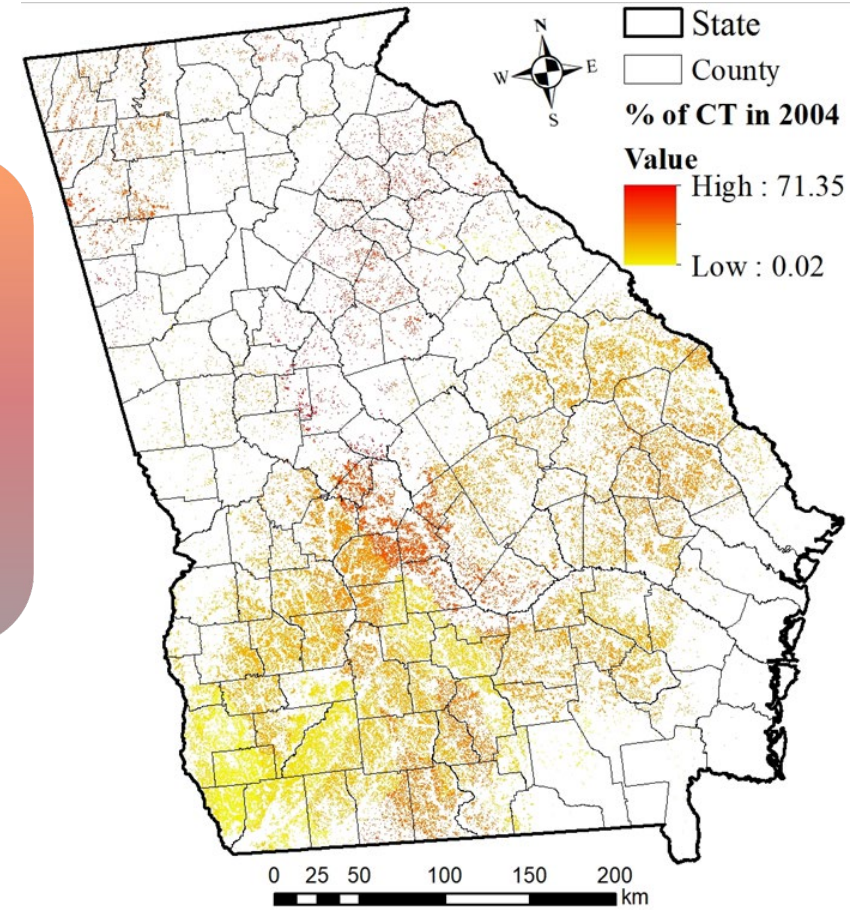 N
W
E
S
State
County
% of CT in 2004
Value
High : 71.35
Low : 0.02
0 25 50 100 150 200
km